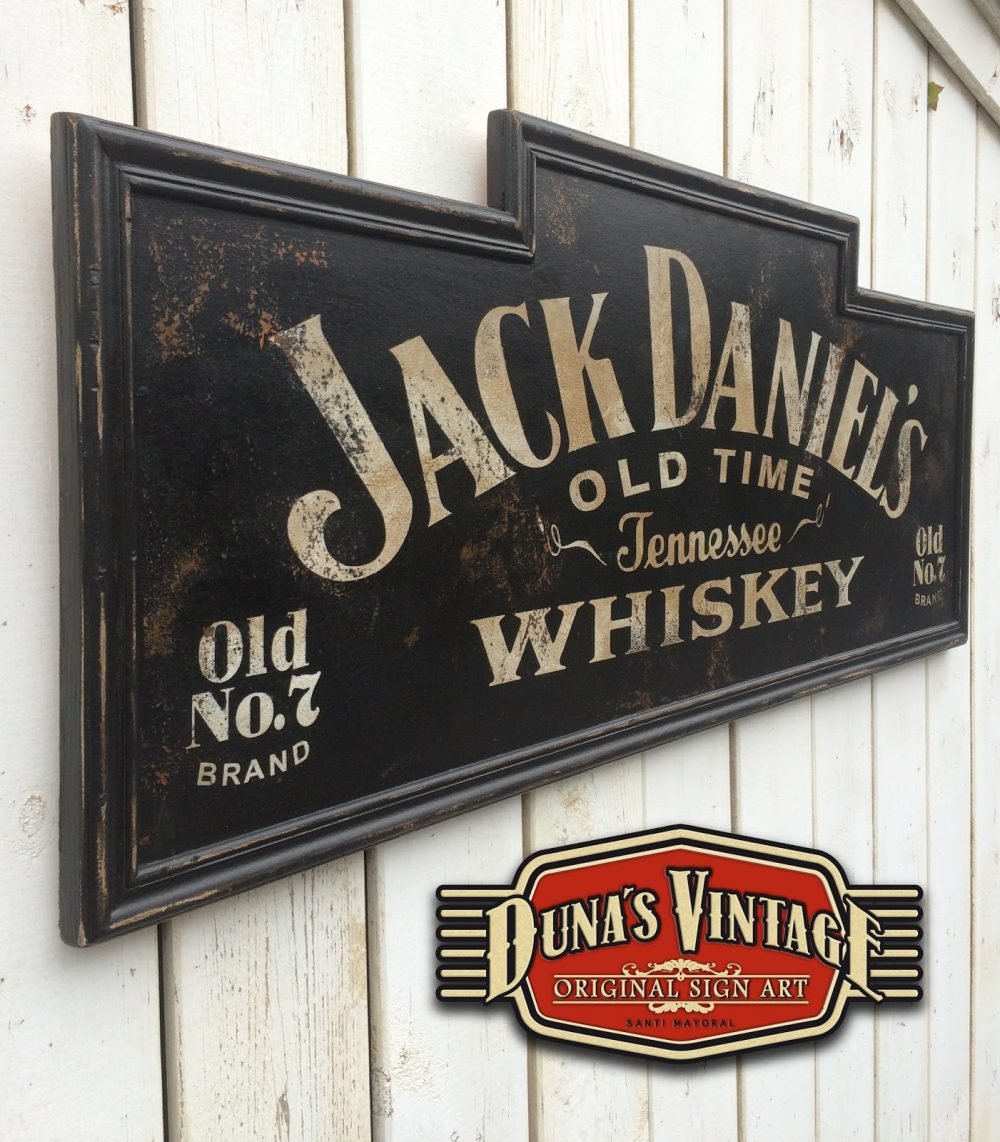 JACK DANIEL'S
OLD TIME
Tennessee
WHISKEY
Old
No.7
BRAND
Old
No.7
BRAND
DUNA'S VINTAGE
ORIGINAL SIGN ART
SANTI MAYORAL